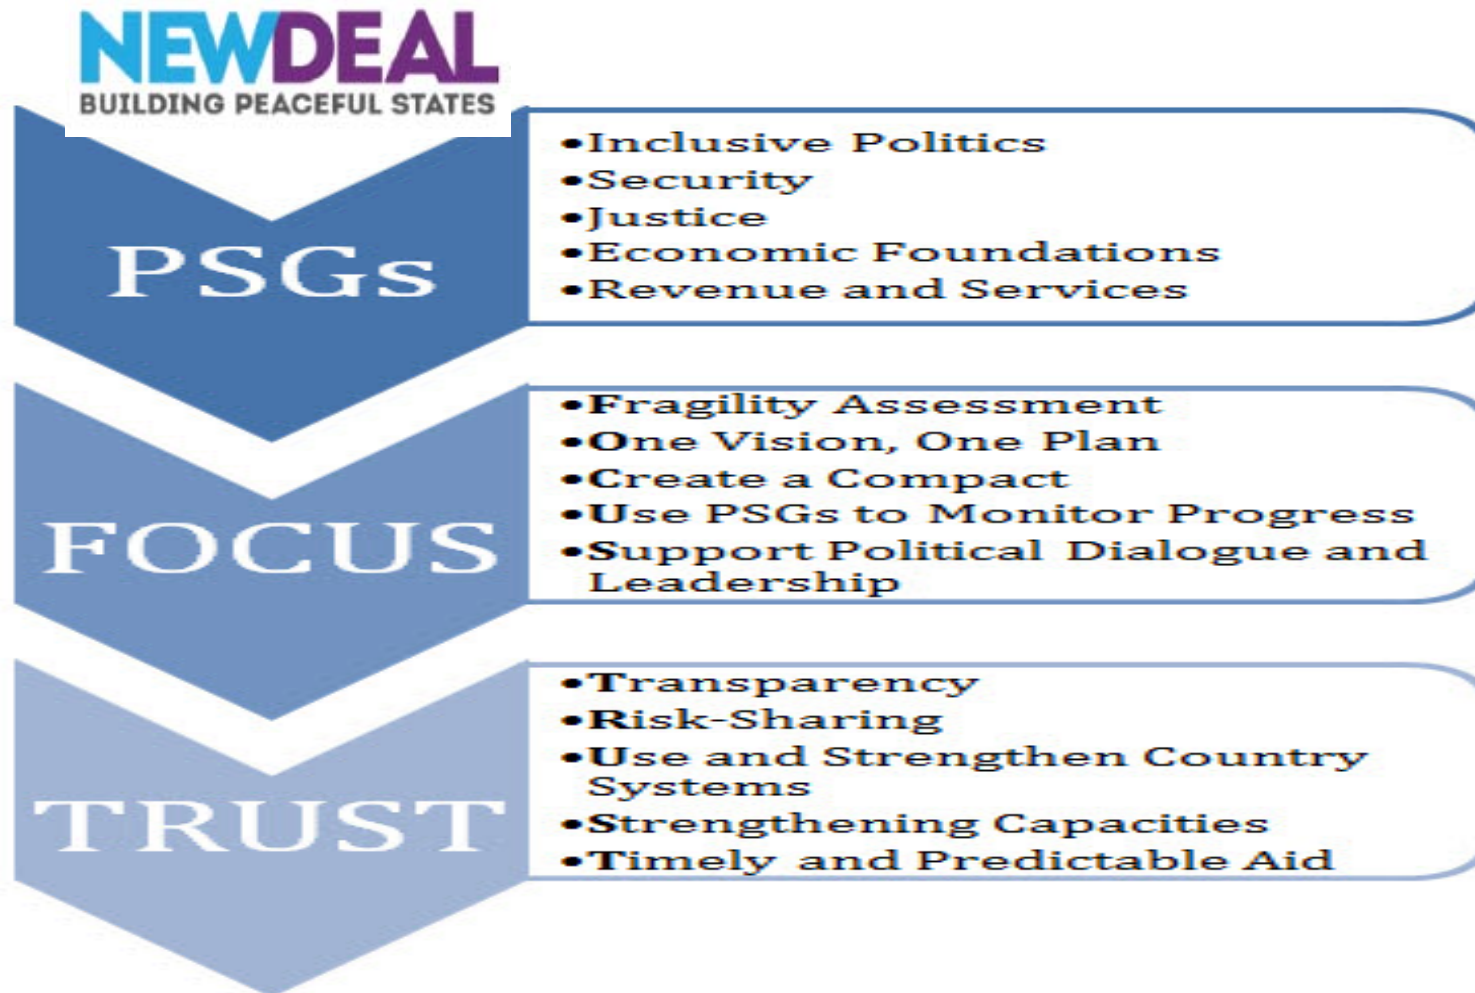 NEWDEAL
BUILDING PEACEFUL STATES
PSGs
•Inclusive Politics
•Security
•Justice
•Economic Foundations
•Revenue and Services
FOCUS
•Fragility Assessment
•One Vision, One Plan
•Create a Compact
•Use PSGs to Monitor Progress
•Support Political Dialogue and
Leadership
TRUST
•Transparency
•Risk-Sharing
•Use and Strengthen Country
Systems
•Strengthening Capacities
•Timely and Predictable Aid